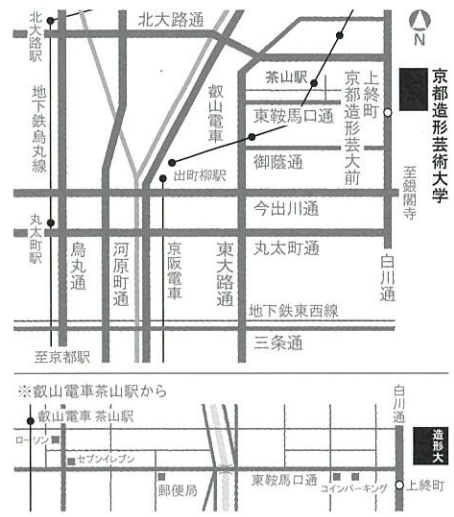 北大路通
北大路駅
N
京都造形芸術大学
上終町
京都造形芸大前
茶山駅
叡山電車
地下鉄烏丸線
東鞍馬口通
御蔭通
出町柳駅
至銀閣寺
今出川通
丸太町駅
丸太町通
烏丸通
河原町通
京阪電車
東大路通
白川通
地下鉄東西線
三条通
至京都駅
※叡山電車茶山駅から
白川通
叡山電車 茶山駅
ローソン
造形大
セブンイレブン
郵便局
東鞍馬口通
コインパーキング
上終町